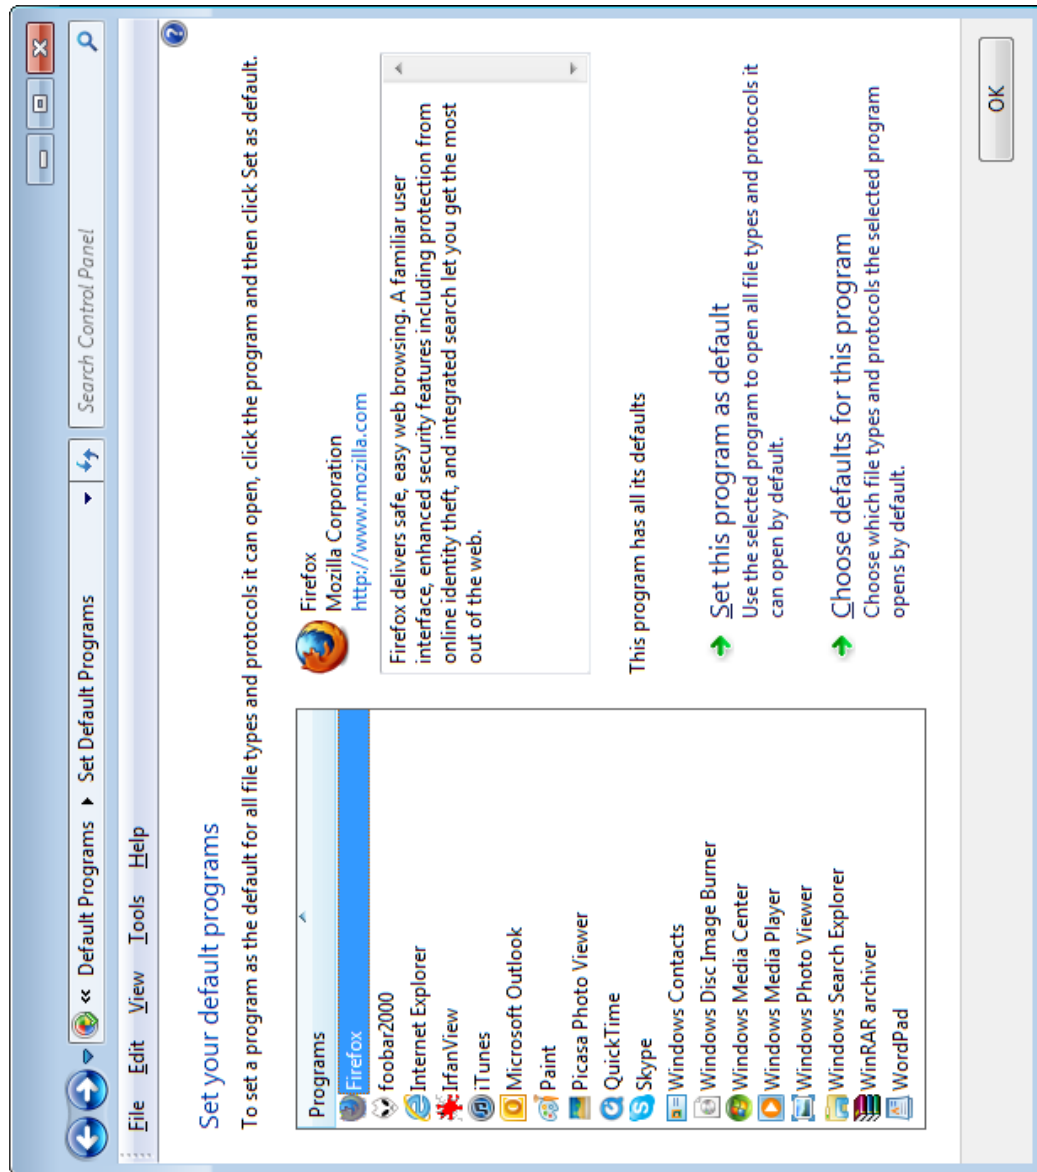 « Default Programs ▸ Set Default Programs
Search Control Panel
File Edit View Tools Help
Set your default programs
To set a program as the default for all file types and protocols it can open, click the program and then click Set as default.
Programs
Firefox
foobar2000
Internet Explorer
IrfanView
iTunes
Microsoft Outlook
Paint
Picasa Photo Viewer
QuickTime
Skype
Windows Contacts
Windows Disc Image Burner
Windows Media Center
Windows Media Player
Windows Photo Viewer
Windows Search Explorer
WinRAR archiver
WordPad
Firefox
Mozilla Corporation
http://www.mozilla.com
Firefox delivers safe, easy web browsing. A familiar user
interface, enhanced security features including protection from
online identity theft, and integrated search let you get the most
out of the web.
This program has all its defaults
Set this program as default
Use the selected program to open all file types and protocols it
can open by default.
Choose defaults for this program
Choose which file types and protocols the selected program
opens by default.
OK